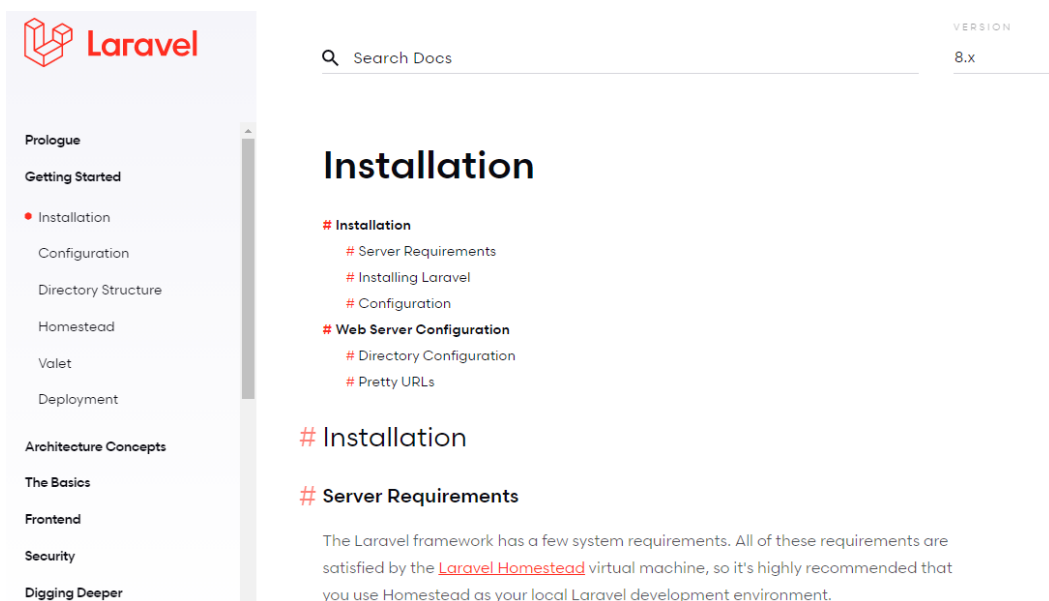 Laravel
Prologue
Getting Started
Installation
Configuration
Directory Structure
Homestead
Valet
Deployment
Architecture Concepts
The Basics
Frontend
Security
Digging Deeper
Search Docs
VERSION
8.x
Installation
# Installation
# Server Requirements
# Installing Laravel
# Configuration
# Web Server Configuration
# Directory Configuration
# Pretty URLs
# Installation
# Server Requirements
The Laravel framework has a few system requirements. All of these requirements are
satisfied by the Laravel Homestead virtual machine, so it's highly recommended that
you use Homestead as your local Laravel development environment.